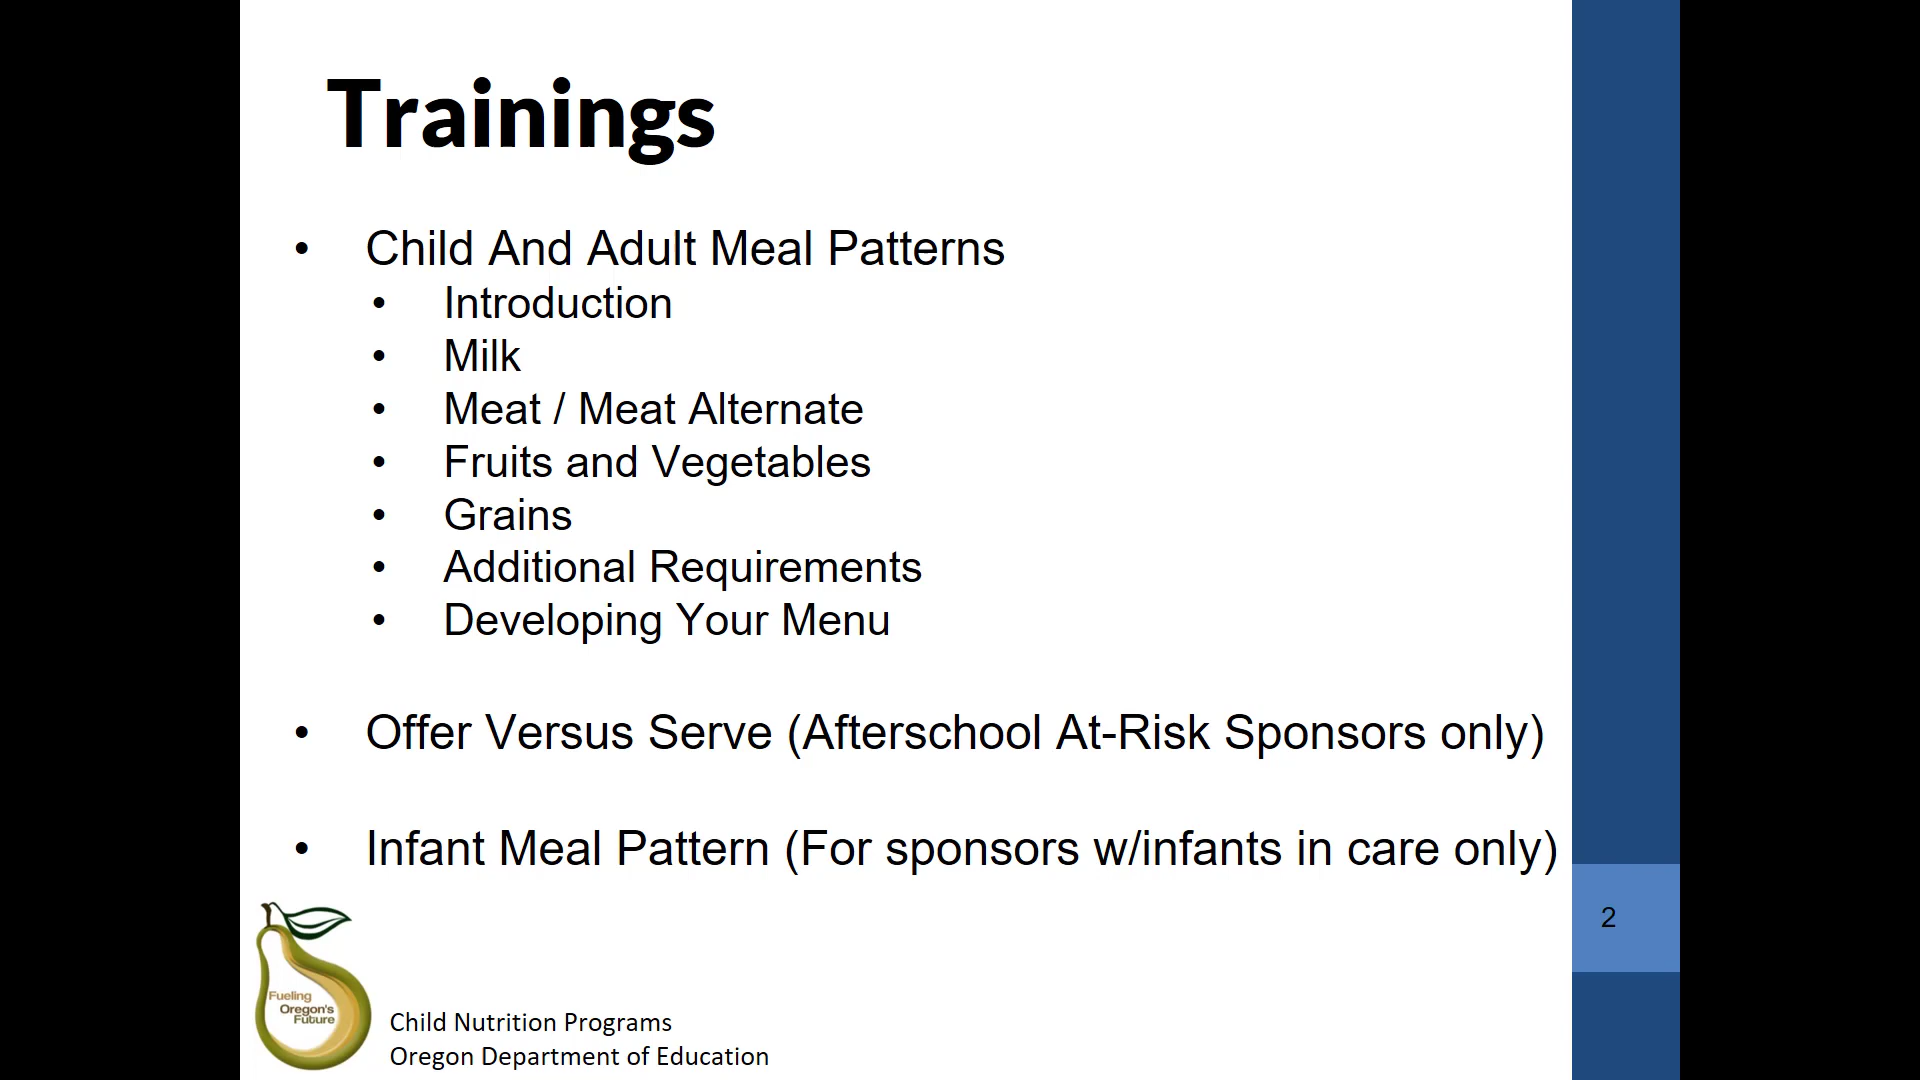 Trainings
• Child And Adult Meal Patterns
• Introduction
• Milk
• Meat / Meat Alternate
• Fruits and Vegetables
• Grains
• Additional Requirements
• Developing Your Menu
• Offer Versus Serve (Afterschool At-Risk Sponsors only)
• Infant Meal Pattern (For sponsors w/infants in care only)
2
Fueling
Oregon's
Future
Child Nutrition Programs
Oregon Department of Education